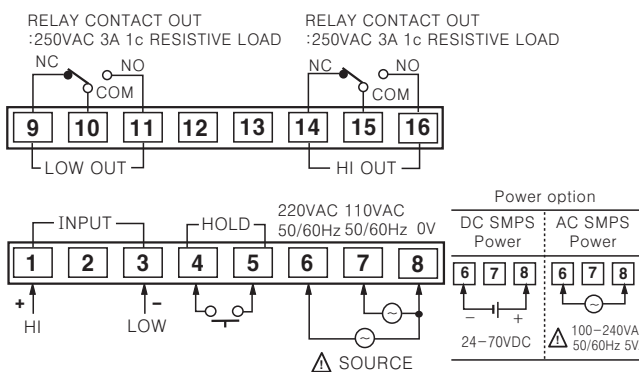 RELAY CONTACT OUT
:250VAC 3A 1c RESISTIVE LOAD
RELAY CONTACT OUT
:250VAC 3A 1c RESISTIVE LOAD
NC NO
COM
NC NO
COM
9 10 11 12 13 14 15 16
LOW OUT
HI OUT
INPUT
HOLD
220VAC 110VAC
50/60Hz 50/60Hz 0V
1 2 3 4 5 6 7 8
+ HI
− LOW
SOURCE
Power option
DC SMPS
Power
AC SMPS
Power
6 7 8
6 7 8
− +
24-70VDC
100-240VA
50/60Hz 5V